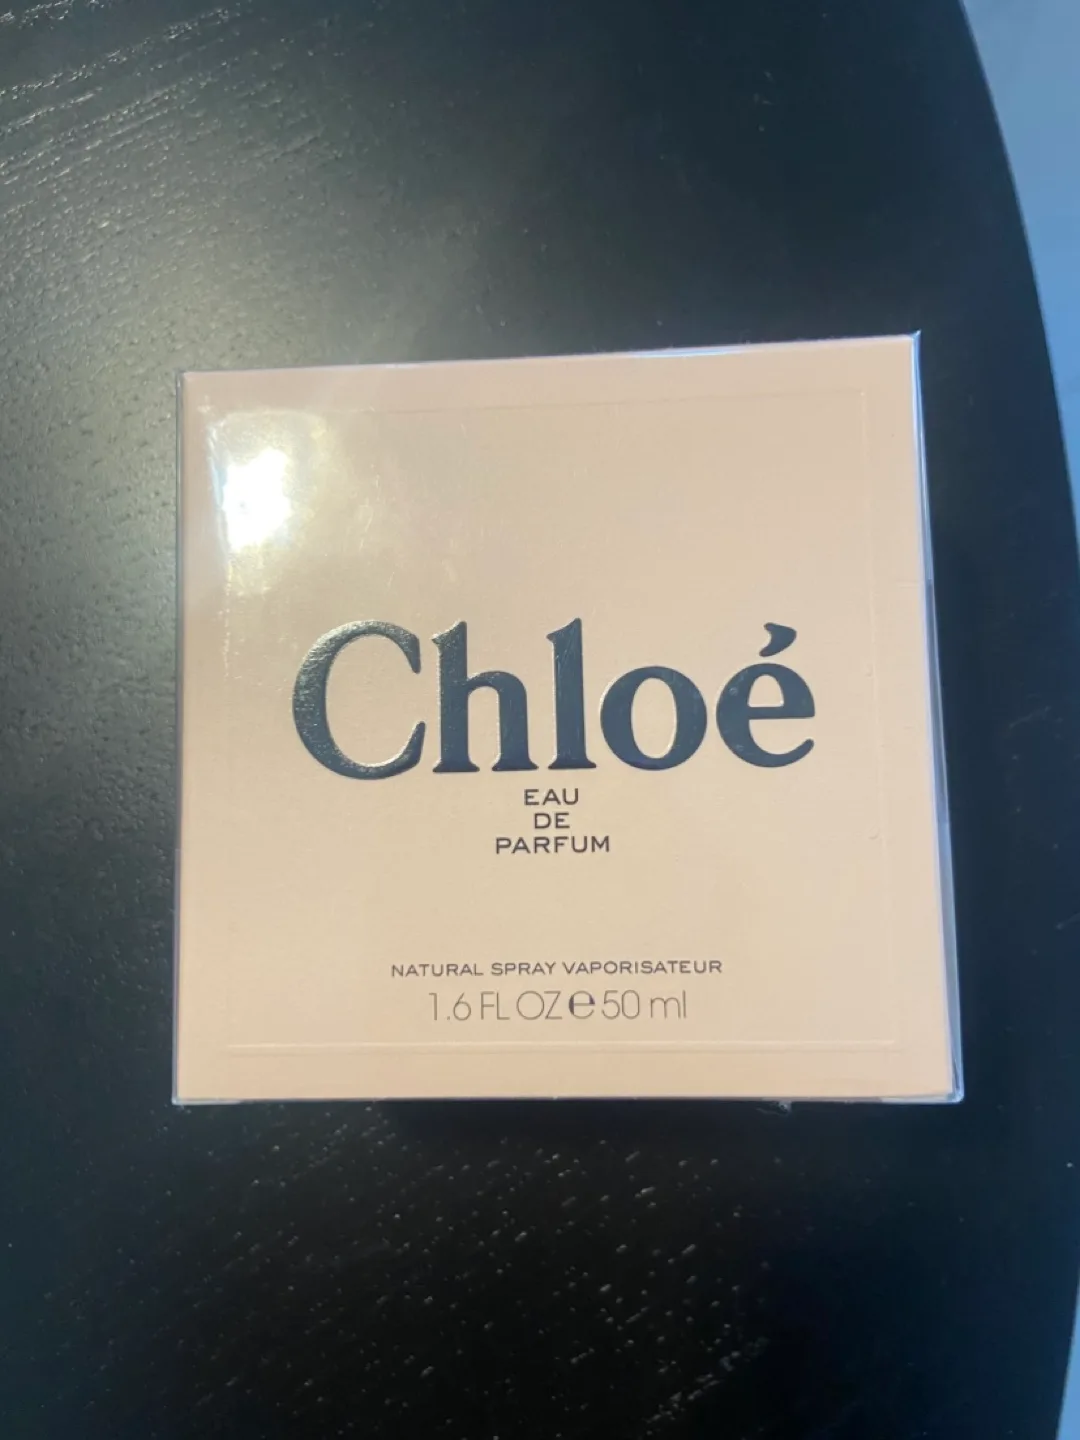 Chloé
EAU
DE
PARFUM
NATURAL SPRAY VAPORISATEUR
1.6 FL OZ ℮ 50 ml